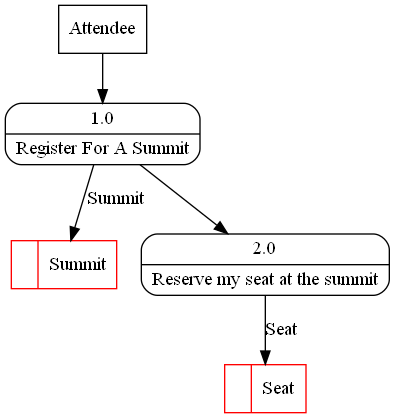 Attendee
1.0
Register For A Summit
Summit
Summit
2.0
Reserve my seat at the summit
Seat
Seat